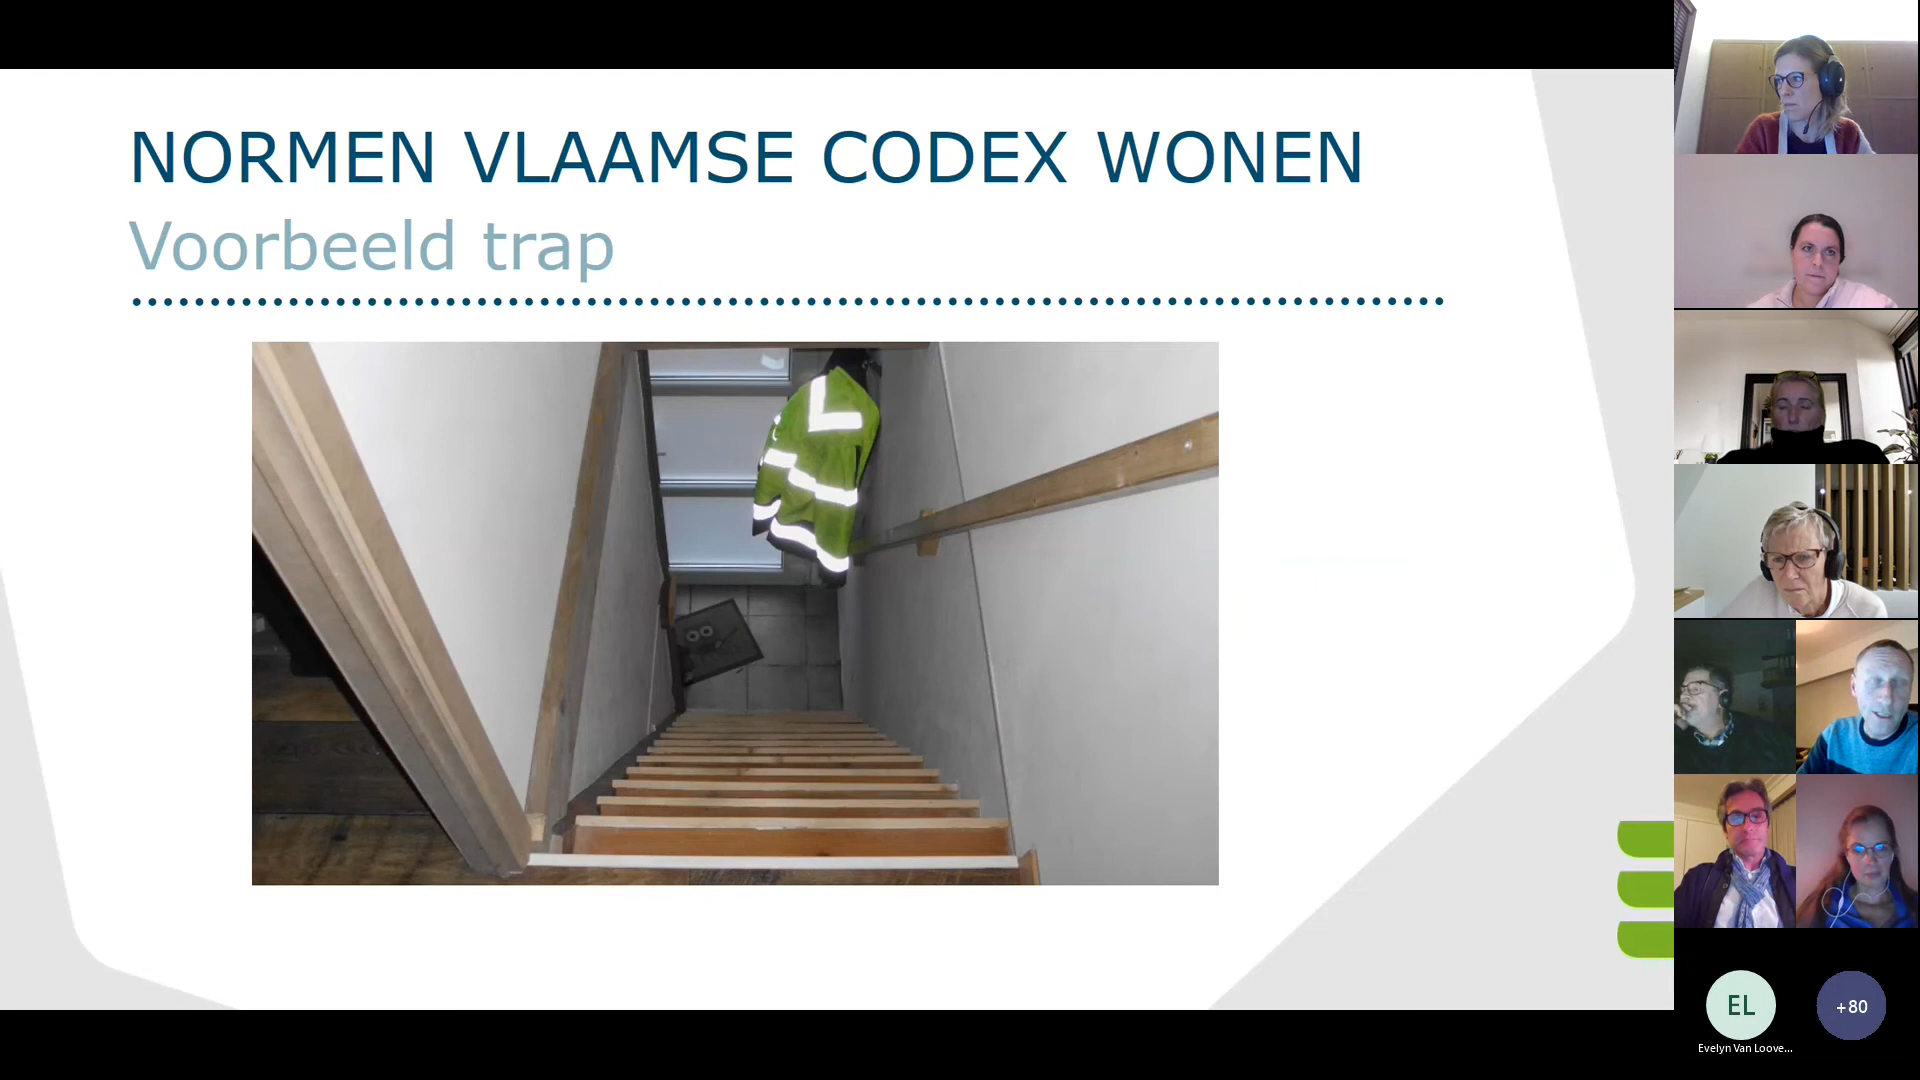 NORMEN VLAAMSE CODEX WONEN
Voorbeeld trap
EL
+80
Evelyn Van Loove...